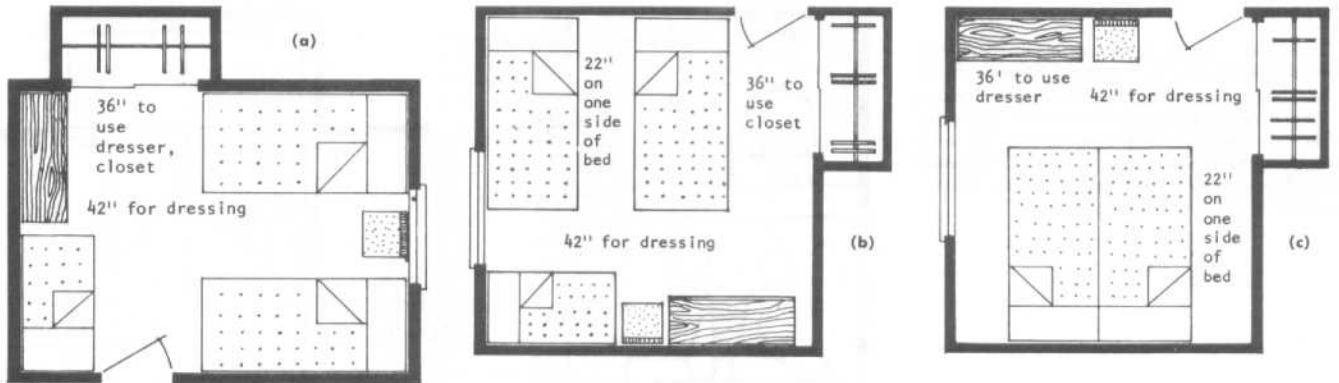 (a)
36" to
use
dresser,
closet
42" for dressing
22"
on
one
side
of
bed
36" to
use
closet
42" for dressing
(b)
36' to use
dresser
42" for dressing
22"
on
one
side
of
bed
(c)